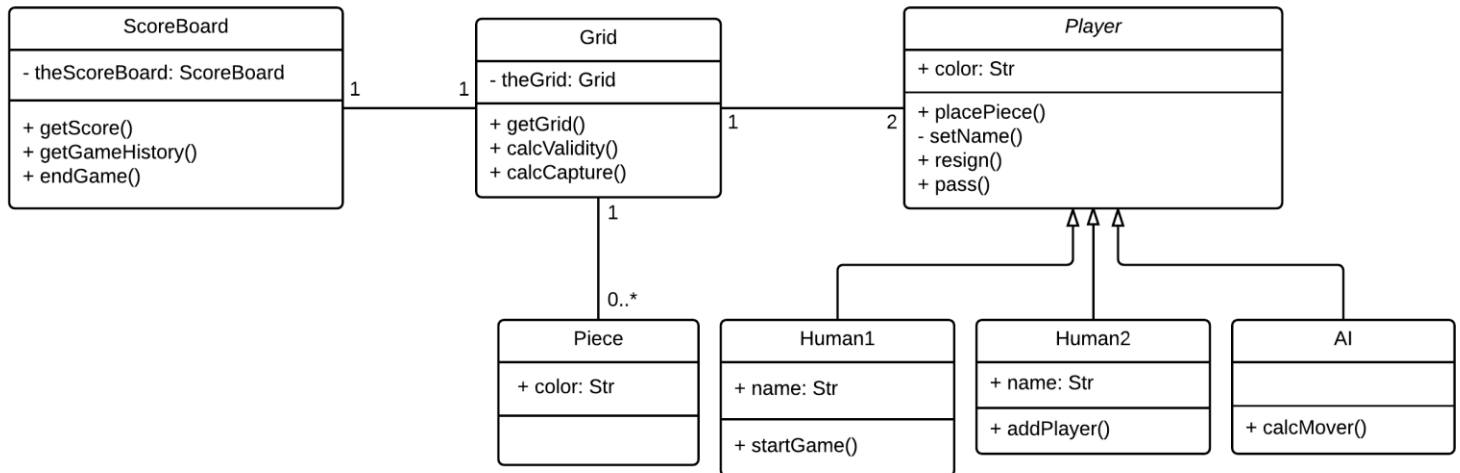 ScoreBoard
- theScoreBoard: ScoreBoard
+ getScore()
+ getGameHistory()
+ endGame()
1
1
Grid
- theGrid: Grid
+ getGrid()
+ calcValidity()
+ calcCapture()
1
2
Player
+ color: Str
+ placePiece()
- setName()
+ resign()
+ pass()
1
0..*
Piece
+ color: Str
Human1
+ name: Str
+ startGame()
Human2
+ name: Str
+ addPlayer()
AI
+ calcMover()